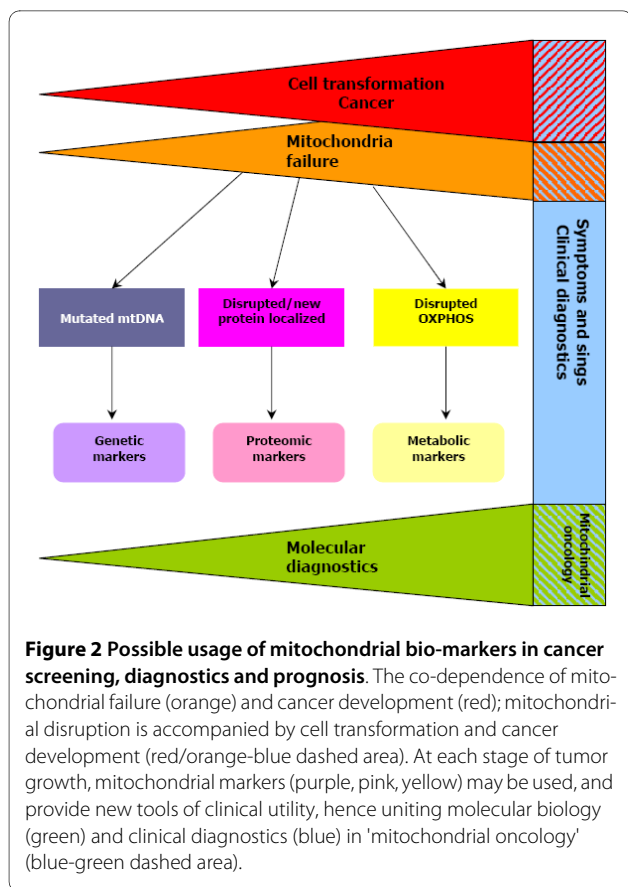 Cell transformation
Cancer
Mitochondria
failure
Symptoms and sings
Clinical diagnostics
Mutated mtDNA
Disrupted/new
protein localized
Disrupted
OXPHOS
Genetic
markers
Proteomic
markers
Metabolic
markers
Molecular
diagnostics
Mitochindrial
oncology
Figure 2 Possible usage of mitochondrial bio-markers in cancer
screening, diagnostics and prognosis. The co-dependence of mito-
chondrial failure (orange) and cancer development (red); mitochondri-
al disruption is accompanied by cell transformation and cancer
development (red/orange-blue dashed area). At each stage of tumor
growth, mitochondrial markers (purple, pink, yellow) may be used, and
provide new tools of clinical utility, hence uniting molecular biology
(green) and clinical diagnostics (blue) in 'mitochondrial oncology'
(blue-green dashed area).